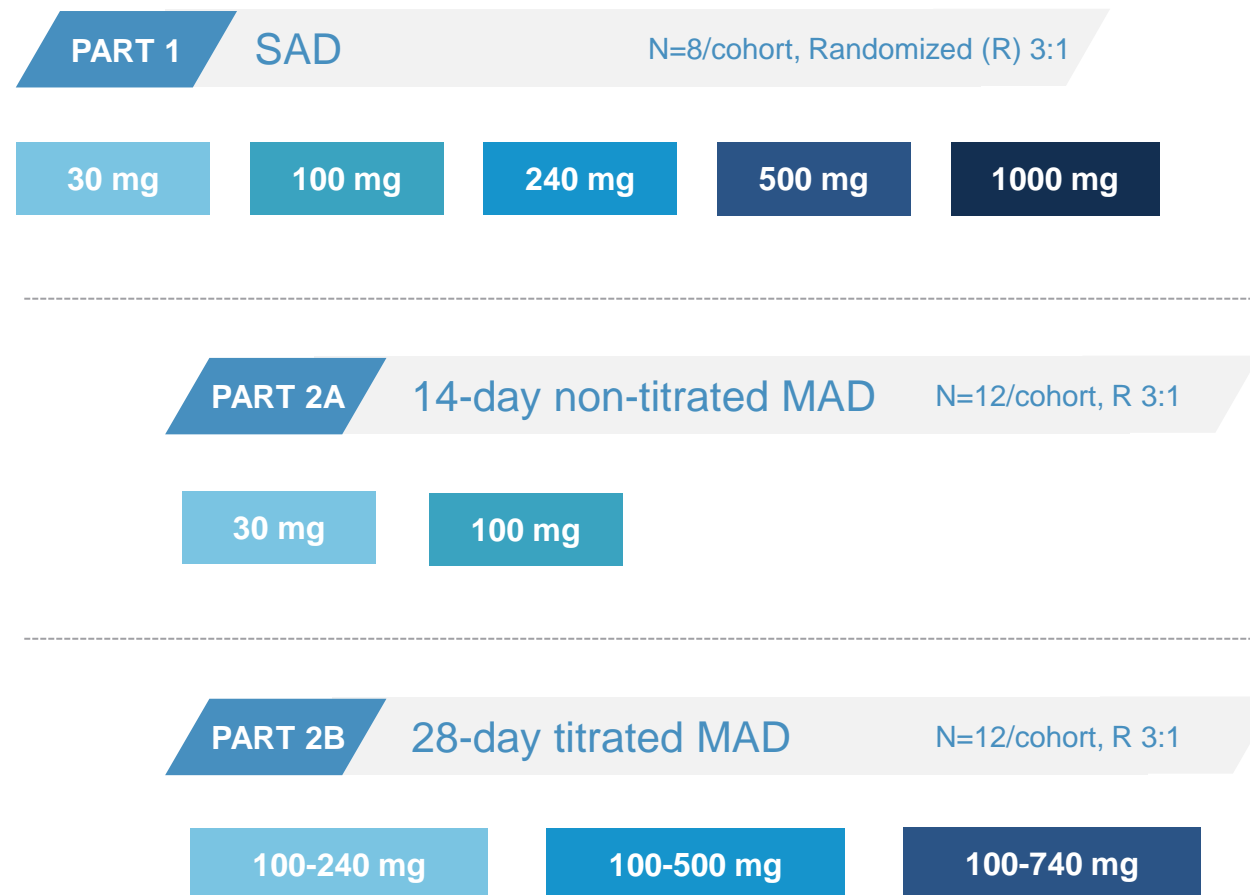 PART 1 SAD N=8/cohort, Randomized (R) 3:1
30 mg 100 mg 240 mg 500 mg 1000 mg
PART 2A 14-day non-titrated MAD N=12/cohort, R 3:1
30 mg 100 mg
PART 2B 28-day titrated MAD N=12/cohort, R 3:1
100-240 mg 100-500 mg 100-740 mg